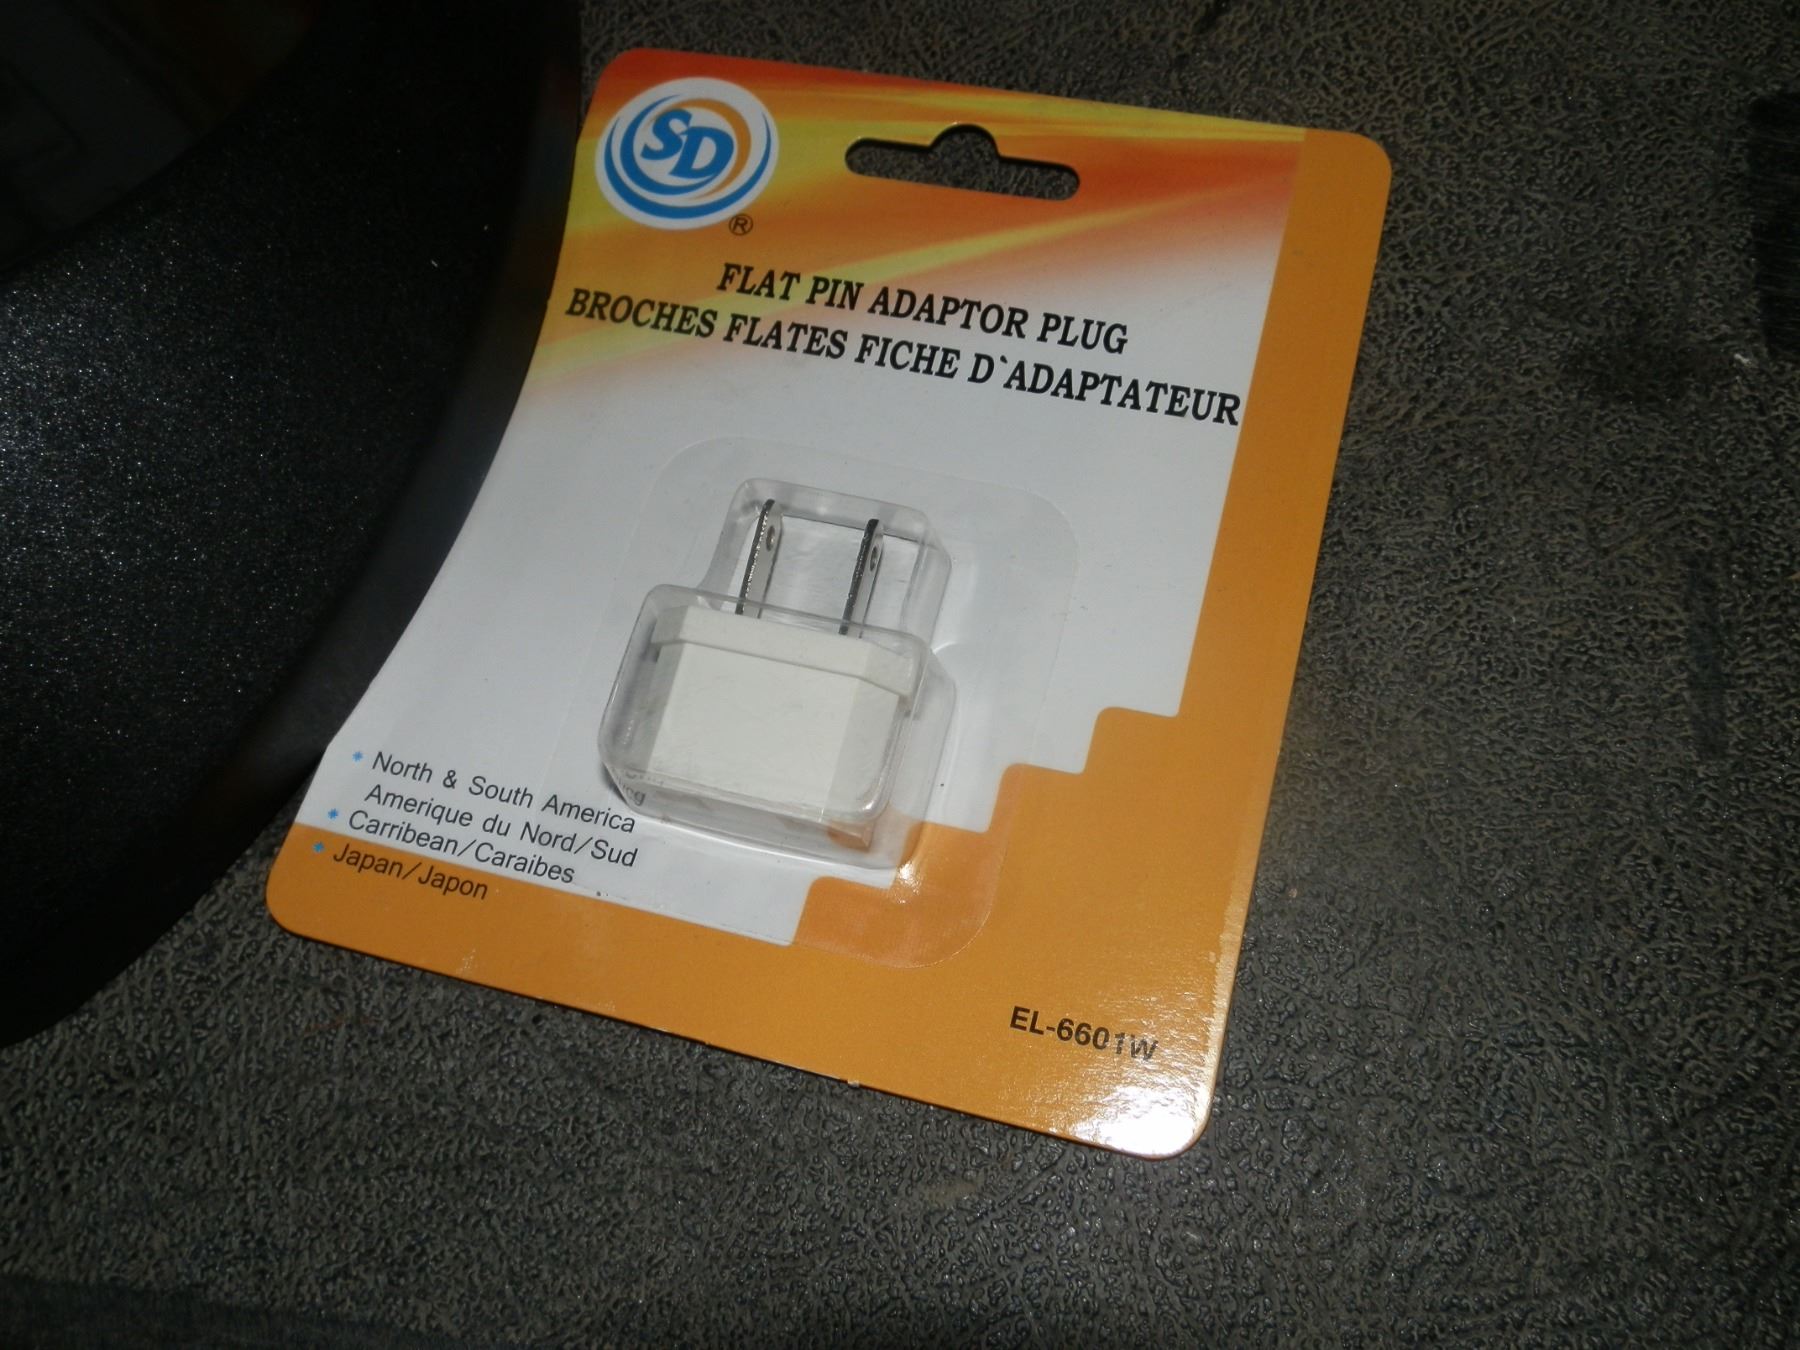 SD
®
FLAT PIN ADAPTOR PLUG
BROCHES FLATES FICHE D`ADAPTATEUR
* North & South America
Amerique du Nord/Sud
* Carribean/Caraibes
* Japan/Japon
EL-6601W